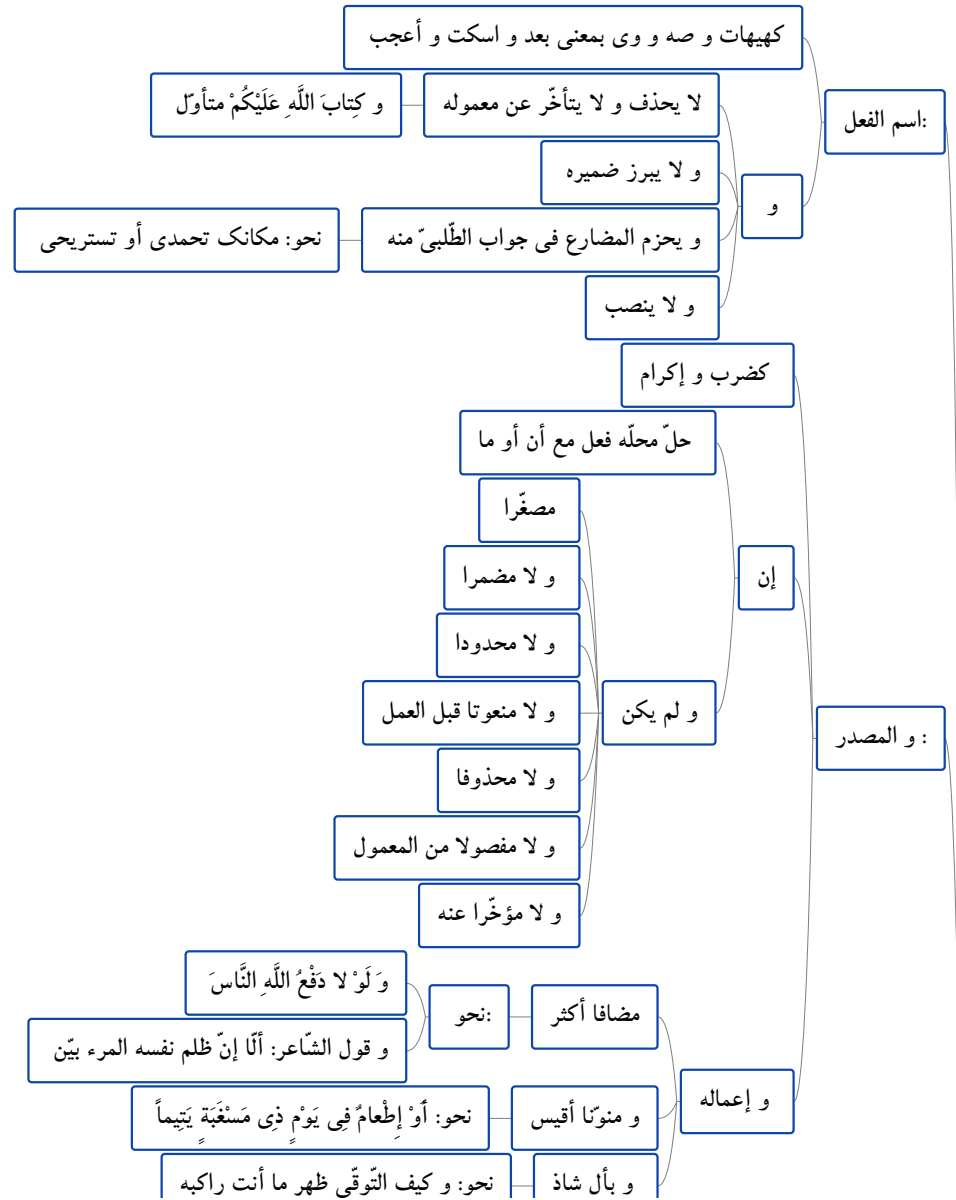 اسم الفعل:
كهيهات و صه و وى بمعنى بعد و اسكت و أعجب
و
لا يحذف و لا يتأخّر عن معموله
و كِتابَ اللَّهِ عَلَيْكُمْ متأوّل
و لا يبرز ضميره
و يحزم المضارع فى جواب الطّلبىّ منه
نحو: مكانک تحمدى أو تستريحى
و لا ينصب
و المصدر :
كضرب و إكرام
إن
حلّ محلّه فعل مع أن أو ما
و لم يكن
مصغّرا
و لا مضمرا
و لا محدودا
و لا منعوتا قبل العمل
و لا محذوفا
و لا مفصولا من المعمول
و لا مؤخّرا عنه
و إعماله
مضافا أكثر
نحو:
وَ لَوْ لا دَفْعُ اللَّهِ النَّاسَ
و قول الشّاعر: ألّا إنّ ظلم نفسه المرء بيّن
و منوّنا أقيس
نحو: أَوْ إِطْعامٌ فِى يَوْمٍ ذِى مَسْغَبَةٍ يَتِيماً
و بأل شاذ
نحو: و كيف التّوقّى ظهر ما أنت راكبه